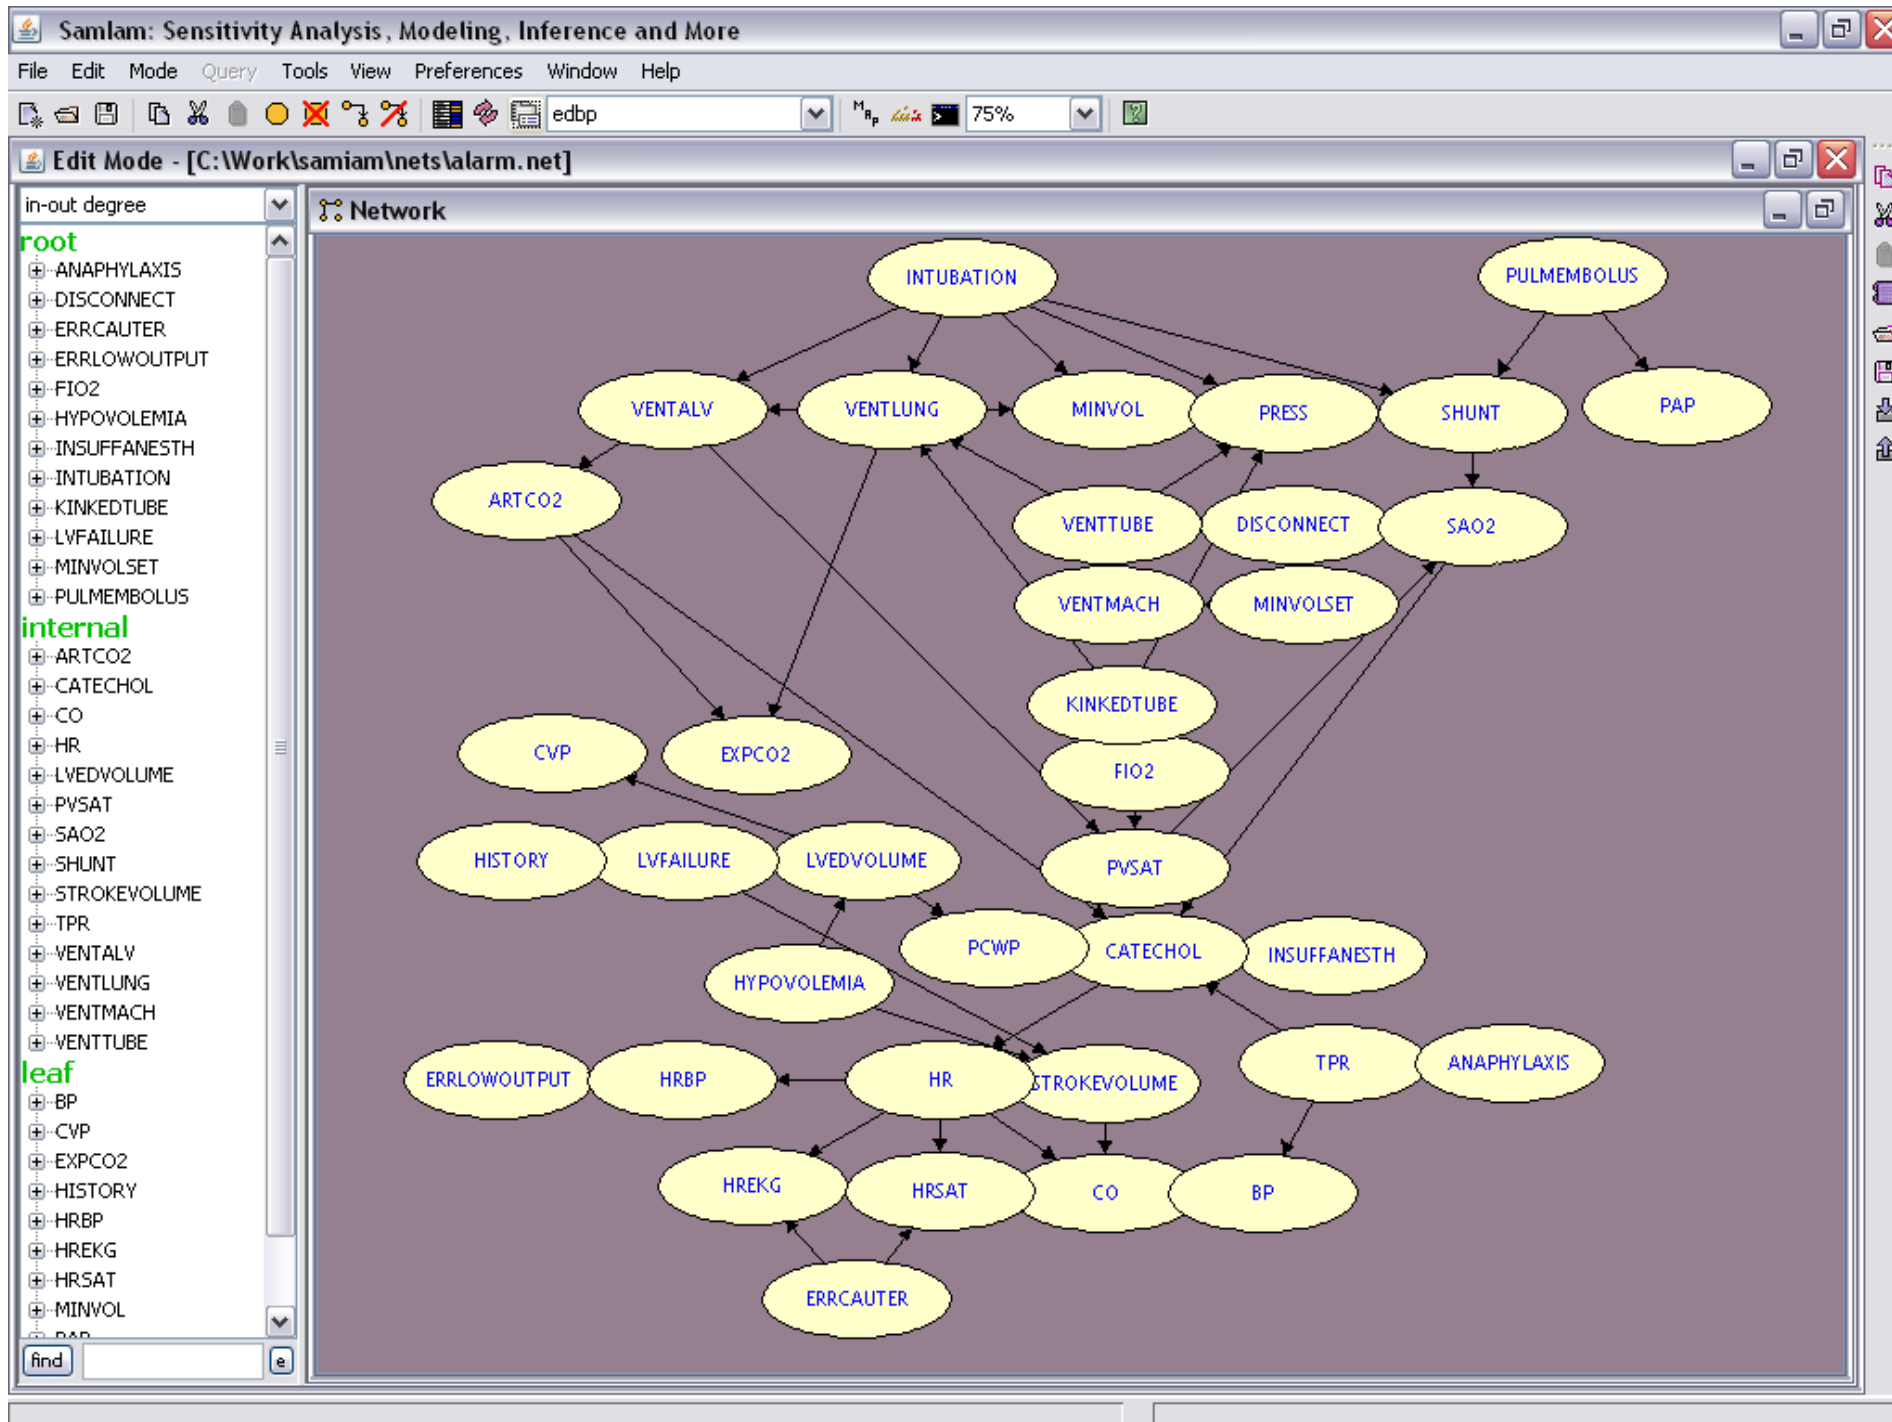 SamIam: Sensitivity Analysis, Modeling, Inference and More
File Edit Mode Query Tools View Preferences Window Help
edbp
75%
Edit Mode - [C:\Work\samiam\nets\alarm.net]
in-out degree
root
ANAPHYLAXIS
DISCONNECT
ERRCAUTER
ERRLOWOUTPUT
FIO2
HYPOVOLEMIA
INSUFFANESTH
INTUBATION
KINKEDTUBE
LVFAILURE
MINVOLSET
PULMEMBOLUS
internal
ARTCO2
CATECHOL
CO
HR
LVEDVOLUME
PVSAT
SAO2
SHUNT
STROKEVOLUME
TPR
VENTALV
VENTLUNG
VENTMACH
VENTTUBE
leaf
BP
CVP
EXPCO2
HISTORY
HRBP
HREKG
HRSAT
MINVOL
PAP
find
e
Network
INTUBATION
PULMEMBOLUS
VENTALV
VENTLUNG
MINVOL
PRESS
SHUNT
PAP
ARTCO2
VENTTUBE
DISCONNECT
SAO2
VENTMACH
MINVOLSET
KINKEDTUBE
CVP
EXPCO2
FIO2
HISTORY
LVFAILURE
LVEDVOLUME
PVSAT
PCWP
CATECHOL
INSUFFANESTH
HYPOVOLEMIA
ERRLOWOUTPUT
HRBP
HR
STROKEVOLUME
TPR
ANAPHYLAXIS
HREKG
HRSAT
CO
BP
ERRCAUTER